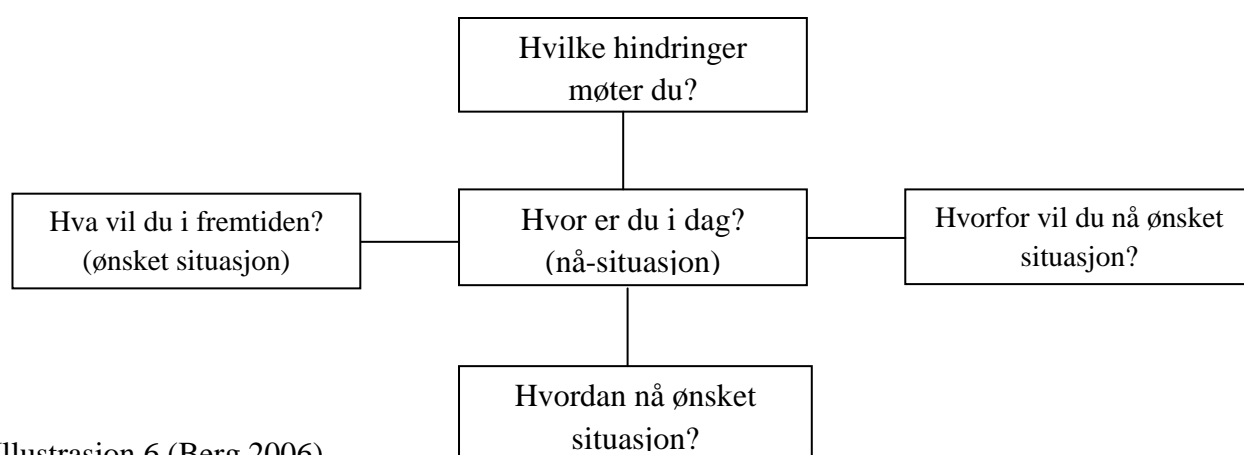 Hvilke hindringer
møter du?
Hva vil du i fremtiden?
(ønsket situasjon)
Hvor er du i dag?
(nå-situasjon)
Hvorfor vil du nå ønsket
situasjon?
Hvordan nå ønsket
situasjon?
Illustrasjon 6 (Berg 2006)